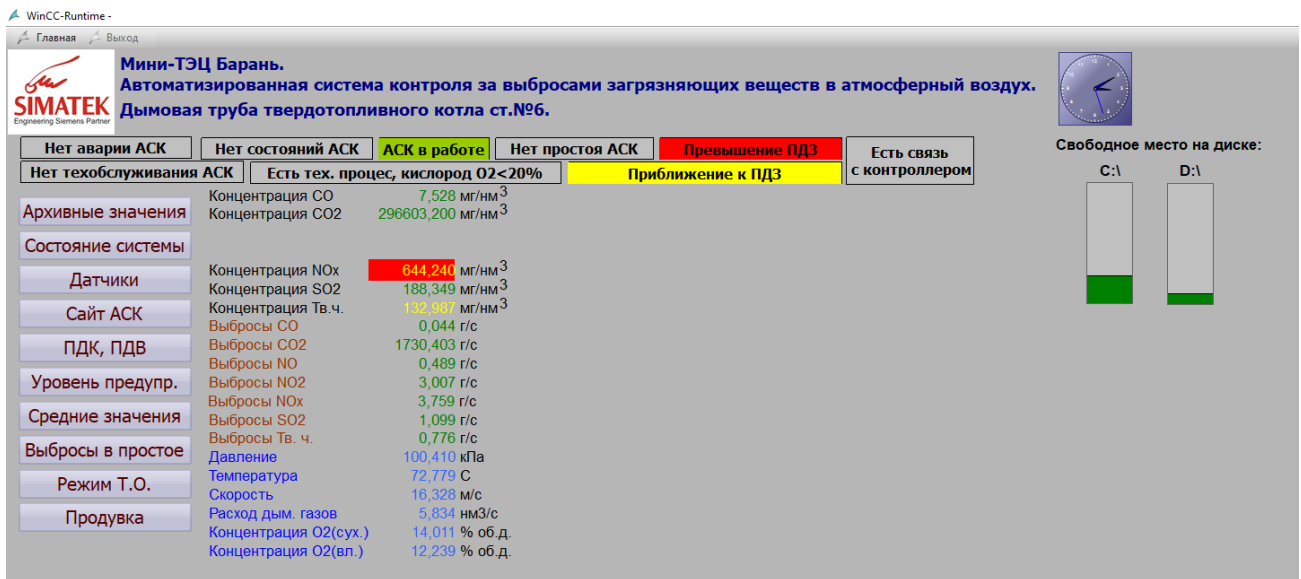 WinCC-Runtime -
Главная Выход
SIMATEK
Engineering Siemens Partner
Мини-ТЭЦ Барань.
Автоматизированная система контроля за выбросами загрязняющих веществ в атмосферный воздух.
Дымовая труба твердотопливного котла ст.№6.
Нет аварии АСК Нет состояний АСК АСК в работе Нет простоя АСК Превышение ПДЗ Есть связь с контроллером
Нет техобслуживания АСК Есть тех. процес, кислород O2<20% Приближение к ПДЗ
Свободное место на диске:
C:\ D:\
Архивные значения
Состояние системы
Датчики
Сайт АСК
ПДК, ПДВ
Уровень предупр.
Средние значения
Выбросы в простое
Режим Т.О.
Продувка
Концентрация CO 7,528 мг/нм3
Концентрация CO2 296603,200 мг/нм3
Концентрация NOx 644,240 мг/нм3
Концентрация SO2 188,349 мг/нм3
Концентрация Тв.ч. 132,987 мг/нм3
Выбросы CO 0,044 г/с
Выбросы CO2 1730,403 г/с
Выбросы NO 0,489 г/с
Выбросы NO2 3,007 г/с
Выбросы NOx 3,759 г/с
Выбросы SO2 1,099 г/с
Выбросы Тв. ч. 0,776 г/с
Давление 100,410 кПа
Температура 72,779 С
Скорость 16,328 м/с
Расход дым. газов 5,834 нм3/с
Концентрация O2(сух.) 14,011 % об.д.
Концентрация O2(вл.) 12,239 % об.д.